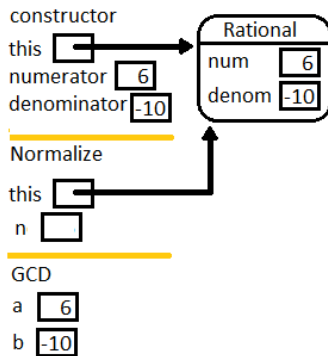 constructor
this
numerator 6
denominator -10
Rational
num 6
denom -10
Normalize
this
n
GCD
a 6
b -10